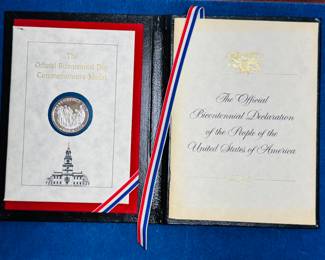 The
Official Bicentennial Day
Commemorative Medal
The Official
Bicentennial Declaration
of the People of the
United States of America